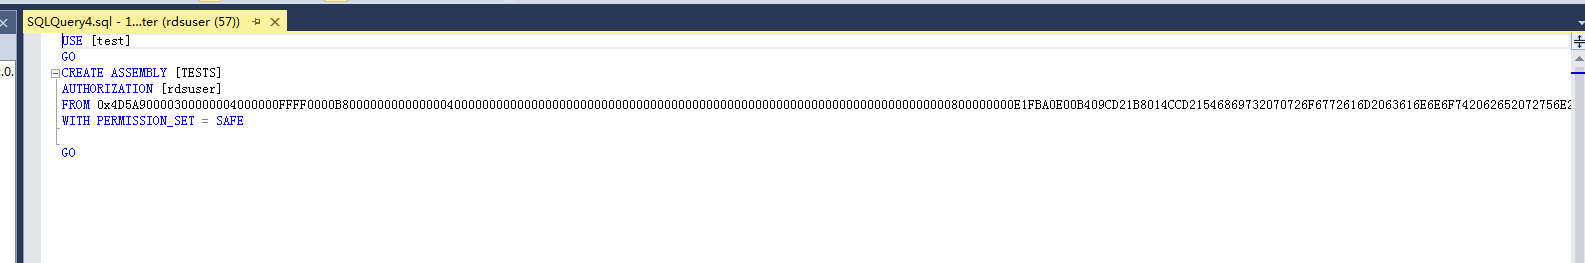 SQLQuery4.sql - 1...ter (rdsuser (57))
.0.
USE [test]
GO
CREATE ASSEMBLY [TESTS]
AUTHORIZATION [rdsuser]
FROM
WITH PERMISSION_SET = SAFE
GO